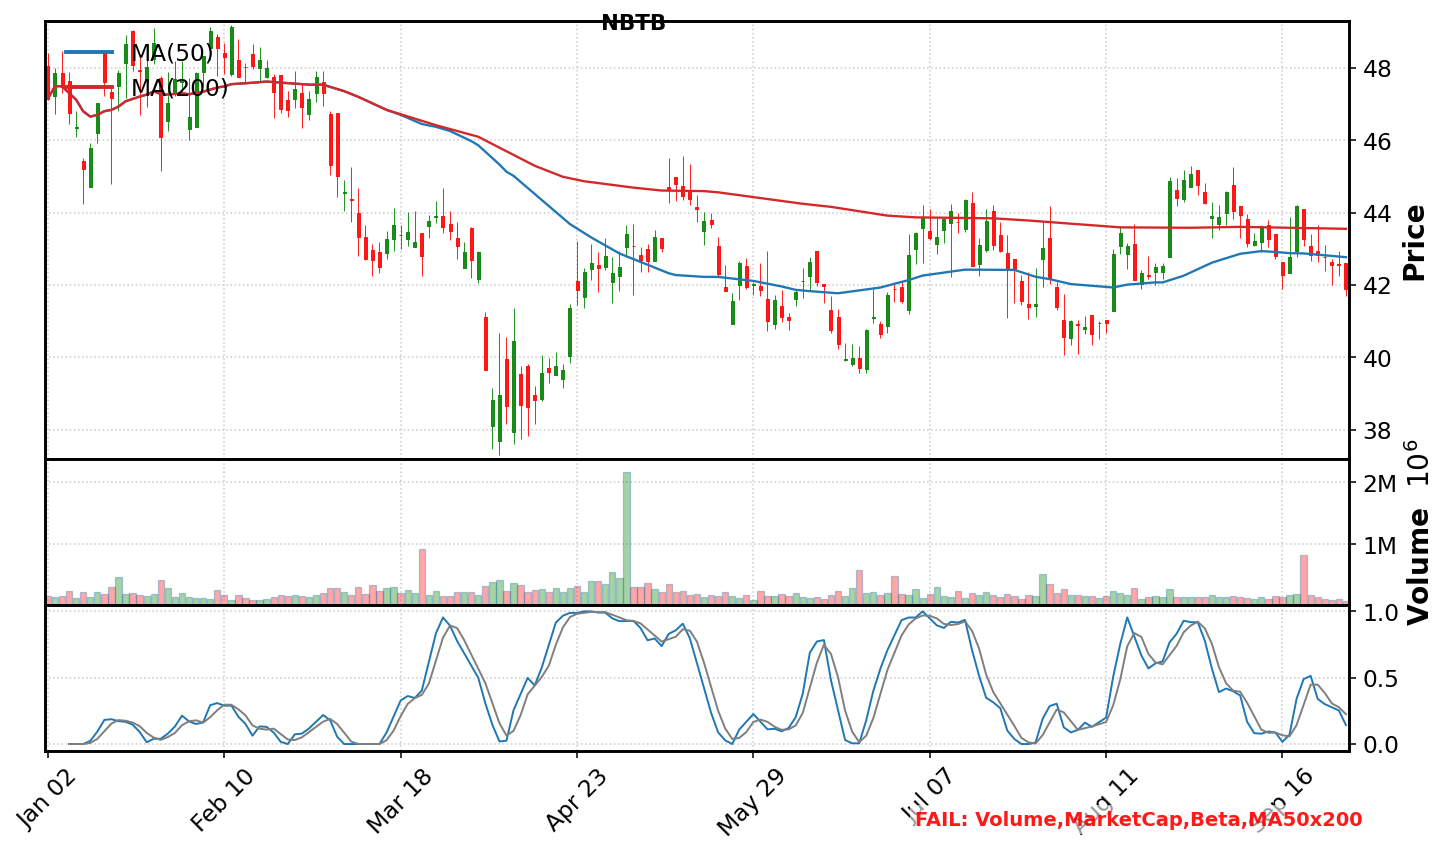 NBTB
MA(50)
MA(200)
48
46
44
42
40
38
Price
2M
1M
Volume 10^6
1.0
0.5
0.0
Jan 02
Feb 10
Mar 18
Apr 23
May 29
Jul 07
Aug 11
Sep 16
FAIL: Volume,MarketCap,Beta,MA50x200